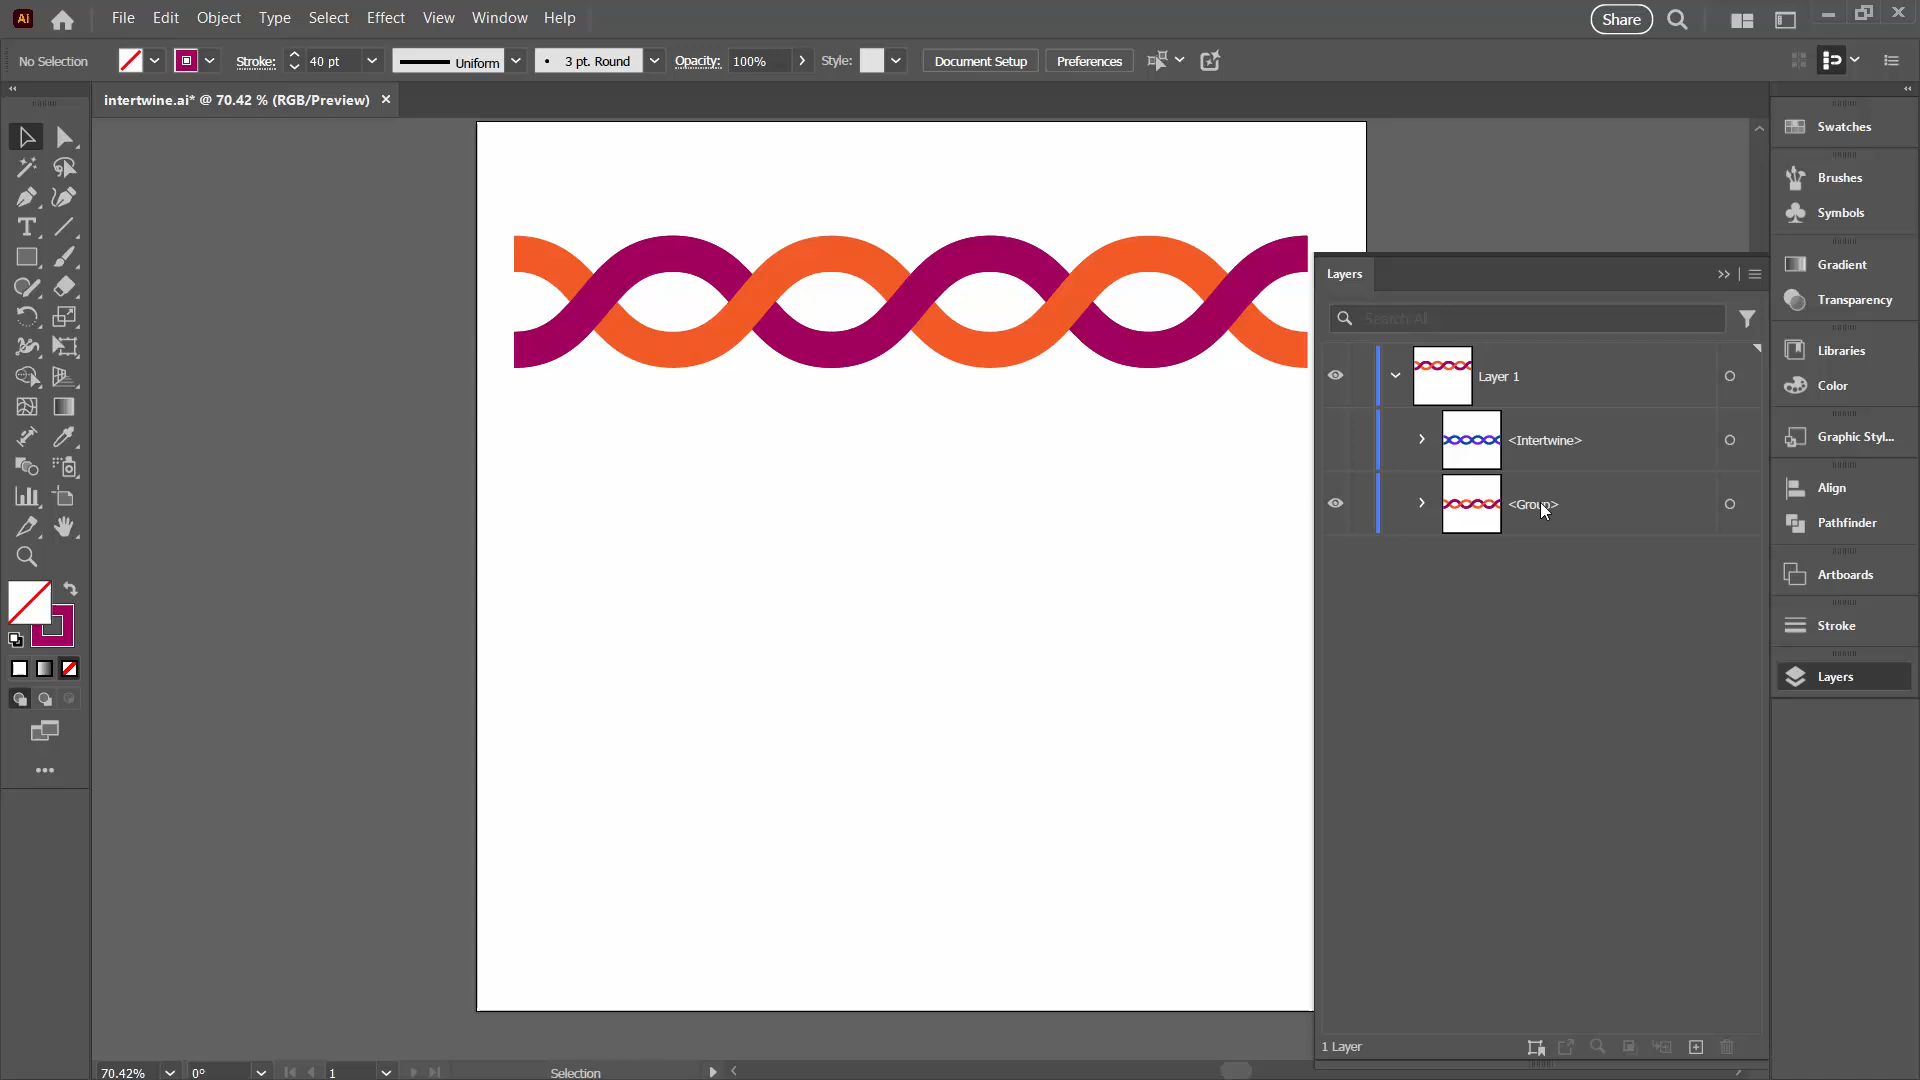 Ai File Edit Object Type Select Effect View Window Help Share
No Selection Stroke: 40 pt Uniform 3 pt. Round Opacity: 100% Style: Document Setup Preferences
intertwine.ai* @ 70.42 % (RGB/Preview)
Swatches
Brushes
Symbols
Gradient
Transparency
Libraries
Color
Graphic Styl...
Align
Pathfinder
Artboards
Stroke
Layers
Layers
Search All
Layer 1
<Intertwine>
<Group>
1 Layer
70.42% 0° 1 Selection